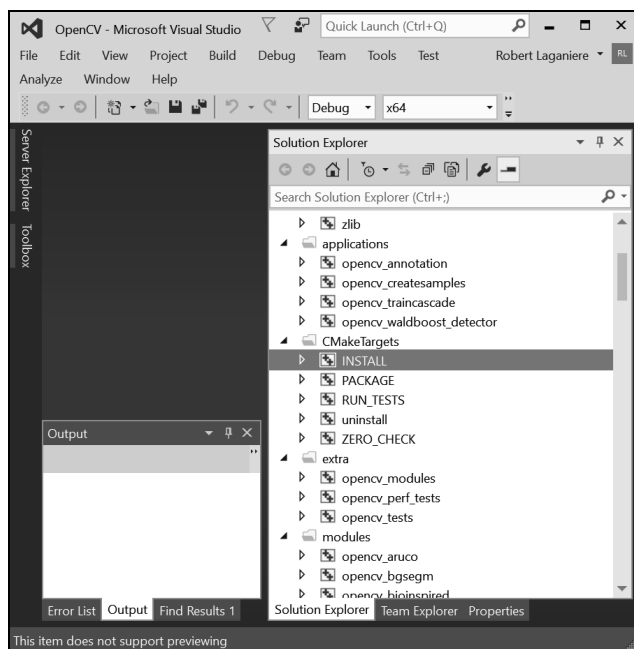 OpenCV - Microsoft Visual Studio
Quick Launch (Ctrl+Q)
File Edit View Project Build Debug Team Tools Test Robert Laganiere RL
Analyze Window Help
Debug x64
Server Explorer
Toolbox
Solution Explorer
Search Solution Explorer (Ctrl+;)
zlib
applications
opencv_annotation
opencv_createsamples
opencv_traincascade
opencv_waldboost_detector
CMakeTargets
INSTALL
PACKAGE
RUN_TESTS
uninstall
ZERO_CHECK
extra
opencv_modules
opencv_perf_tests
opencv_tests
modules
opencv_aruco
opencv_bgsegm
opencv_bioinspired
Output
Error List Output Find Results 1
Solution Explorer Team Explorer Properties
This item does not support previewing